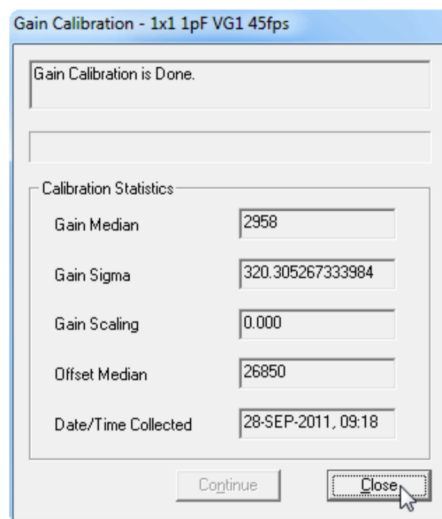 Gain Calibration - 1x1 1pF VG1 45fps
Gain Calibration is Done.
Calibration Statistics
Gain Median 2958
Gain Sigma 320.305267333984
Gain Scaling 0.000
Offset Median 26850
Date/Time Collected 28-SEP-2011, 09:18
Continue Close